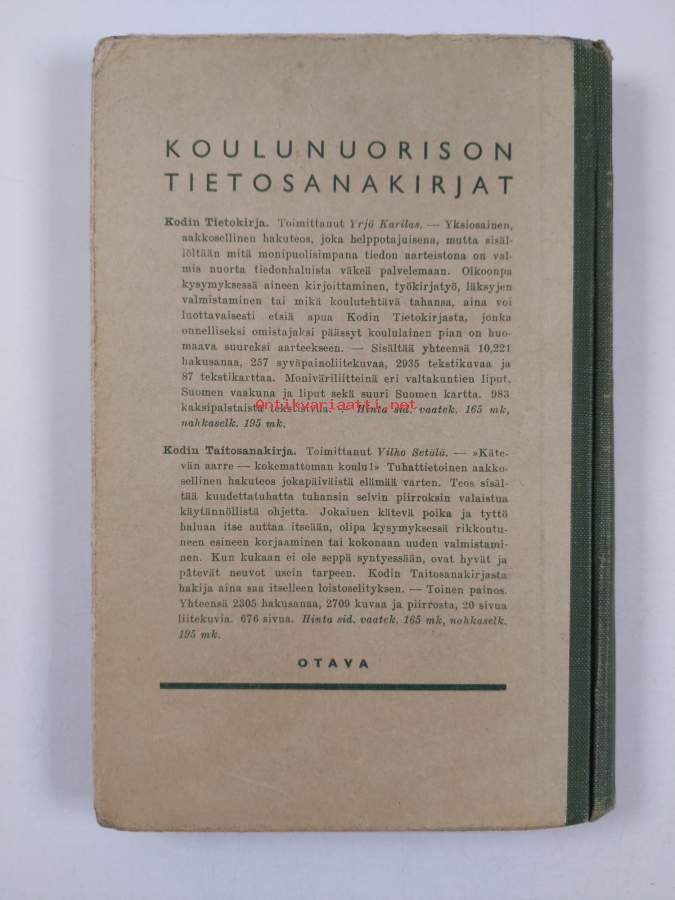 KOULUNUORISON
TIETOSANAKIRJAT
Kodin Tietokirja. Toimittanut Yrjö Karilas. — Yksiosainen,
aakkosellinen hakuteos, joka helppotajuisena, mutta sisäl-
löltään mitä monipuolisimpana tiedon aarteistona on val-
mis nuorta tiedonhaluista väkeä palvelemaan. Olkoonpa
kysymyksessä aineen kirjoittaminen, työkirjatyö, läksyjen
valmistaminen tai mikä koulutehtävä tahansa, aina voi
luottavaisesti etsiä apua Kodin Tietokirjasta, jonka
onnelliseksi omistajaksi päässyt koululainen pian on huo-
maava suureksi aarteekseen. — Sisältää yhteensä 10,221
hakusanaa, 257 syväpainoliitekuvaa, 2935 tekstikuvaa ja
87 tekstikarttaa. Moniväriliitteinä eri valtakuntien liput,
Suomen vaakuna ja liput sekä suuri Suomen kartta. 983
kaksipalstaista tekstisivua. — Hinta sid. vaatek. 165 mk,
nahkaselk. 195 mk.
Antikvariaatti.net
Kodin Taitosanakirja. Toimittanut Vilho Setälä. — »Käte-
vän aarre — kokemattoman koulu!» Tuhattietoinen aakko-
sellinen hakuteos jokapäiväistä elämää varten. Teos sisäl-
tää kuudettatuhatta tuhansin selvin piirroksin valaistua
käytännöllistä ohjetta. Jokainen kätevä poika ja tyttö
haluaa itse auttaa itseään, olipa kysymyksessä rikkoutu-
neen esineen korjaaminen tai kokonaan uuden valmistami-
nen. Kun kukaan ei ole seppä syntyessään, ovat hyvät ja
pätevät neuvot usein tarpeen. Kodin Taitosanakirjasta
hakija aina saa itselleen loistoselityksen. — Toinen painos.
Yhteensä 2305 hakusanaa, 2709 kuvaa ja piirrosta, 20 sivua
liitekuvia. 676 sivua. Hinta sid. vaatek. 165 mk, nahkaselk.
195 mk.
OTAVA